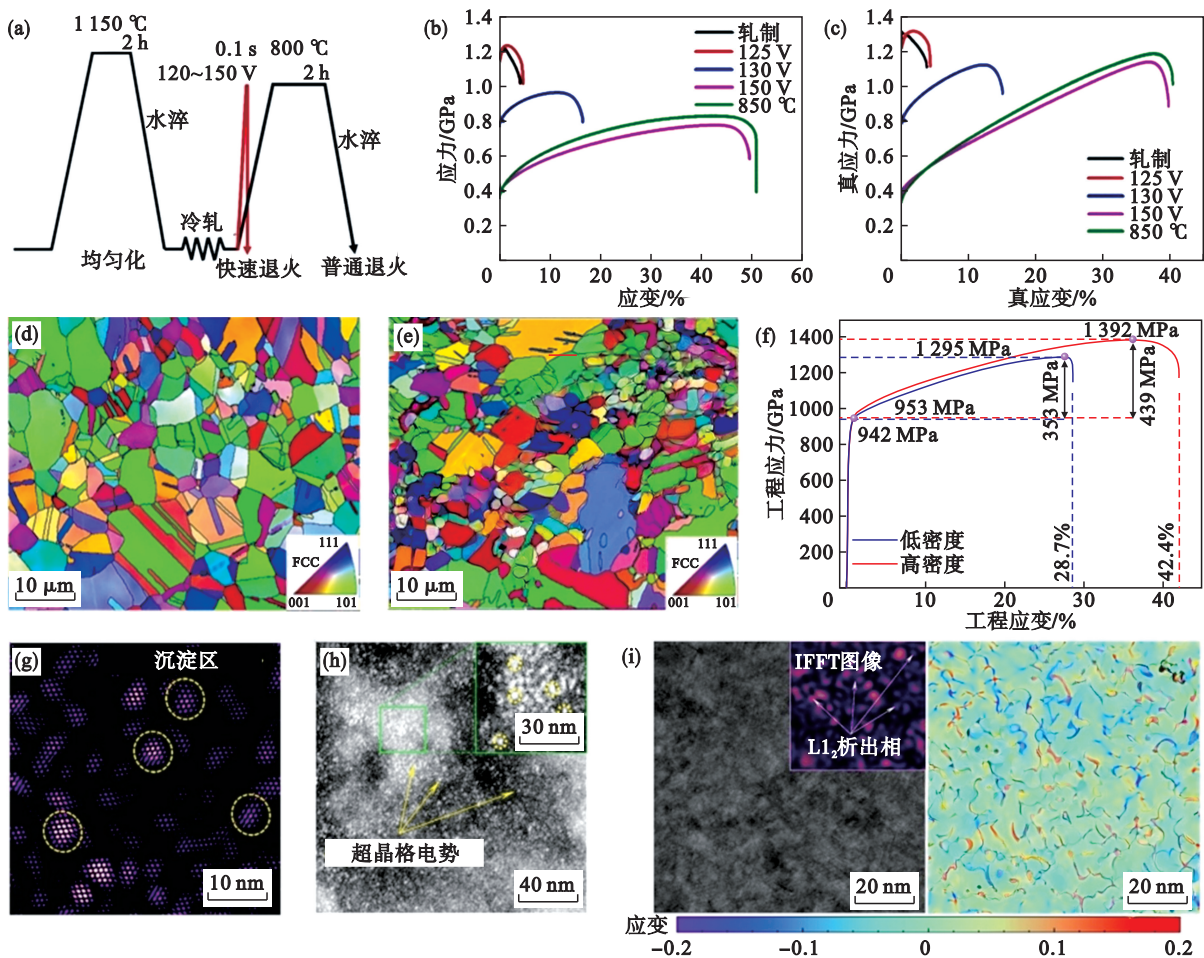 (a)
1 150 ℃
2 h
水淬
0.1 s
120~150 V
800 ℃
2 h
水淬
冷轧
均匀化
快速退火
普通退火
(b)
1.4
1.2
1.0
0.8
0.6
0.4
0.2
0
10
20
30
40
50
60
应力/GPa
应变/%
轧制
125 V
130 V
150 V
850 ℃
(c)
1.4
1.2
1.0
0.8
0.6
0.4
0.2
0
10
20
30
40
50
真应力/GPa
真应变/%
轧制
125 V
130 V
150 V
850 ℃
(d)
10 μm
FCC
111
001
101
(e)
10 μm
FCC
111
001
101
(f)
1400
1200
1000
800
600
400
200
0
0
10
20
30
40
工程应力/GPa
工程应变/%
1 392 MPa
1 295 MPa
953 MPa
942 MPa
353 MPa
439 MPa
低密度
高密度
28.7%
42.4%
(g)
沉淀区
10 nm
(h)
30 nm
超晶格电势
40 nm
(i)
IFFT图像
L1₂析出相
20 nm
20 nm
应变
−0.2
−0.1
0
0.1
0.2